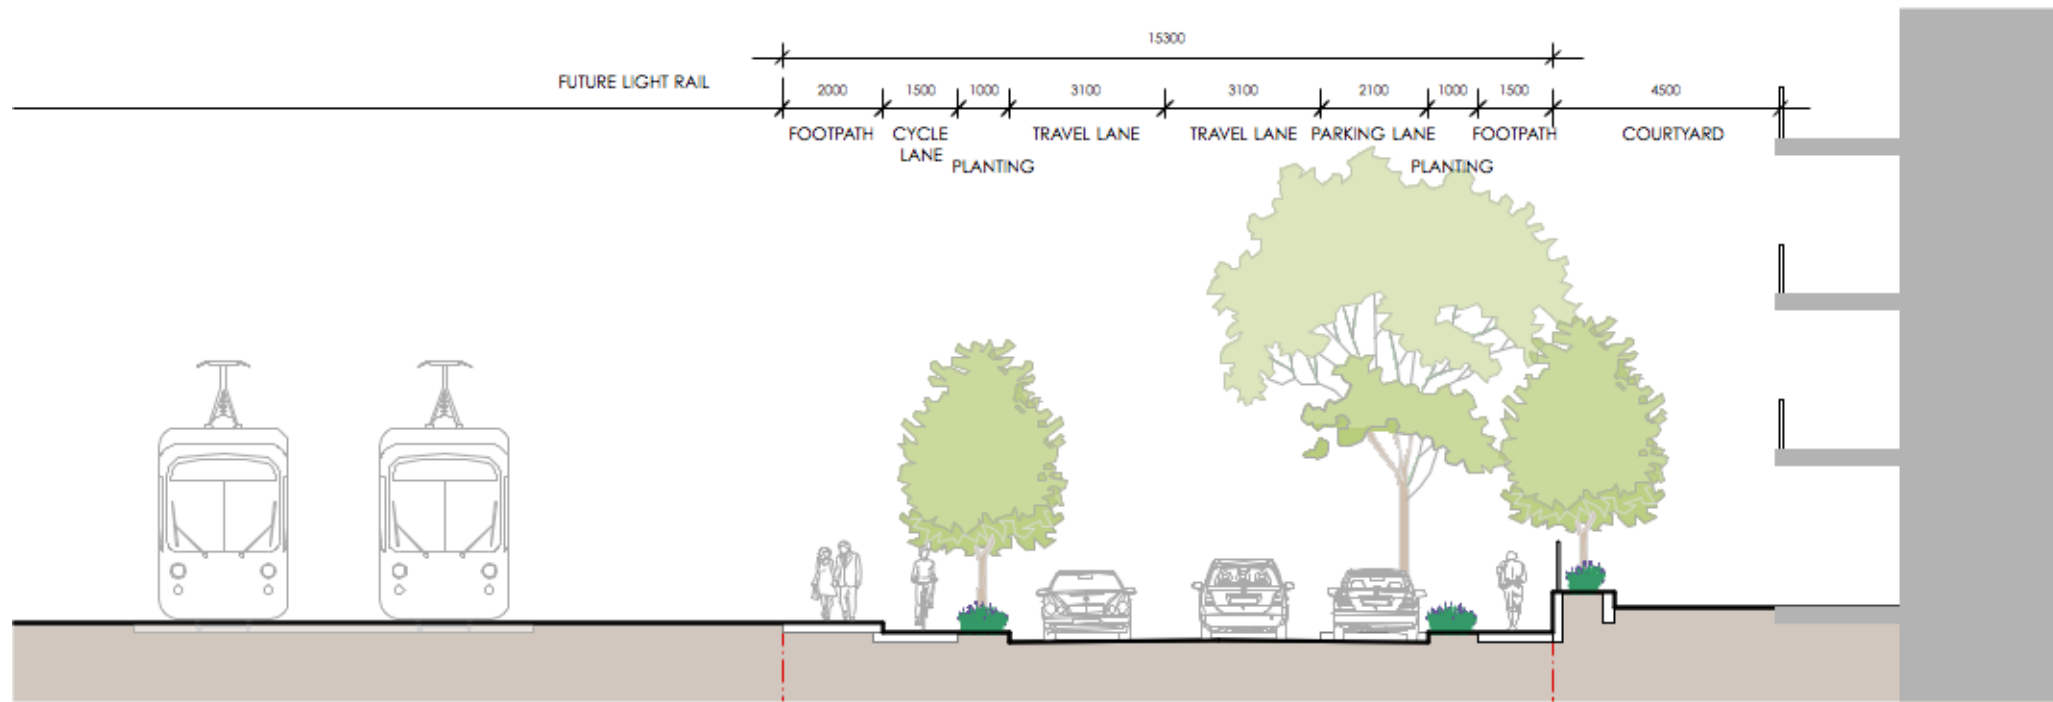 15300
FUTURE LIGHT RAIL
2000 1500 1000 3100 3100 2100 1000 1500 4500
FOOTPATH CYCLE LANE TRAVEL LANE TRAVEL LANE PARKING LANE FOOTPATH COURTYARD
PLANTING PLANTING